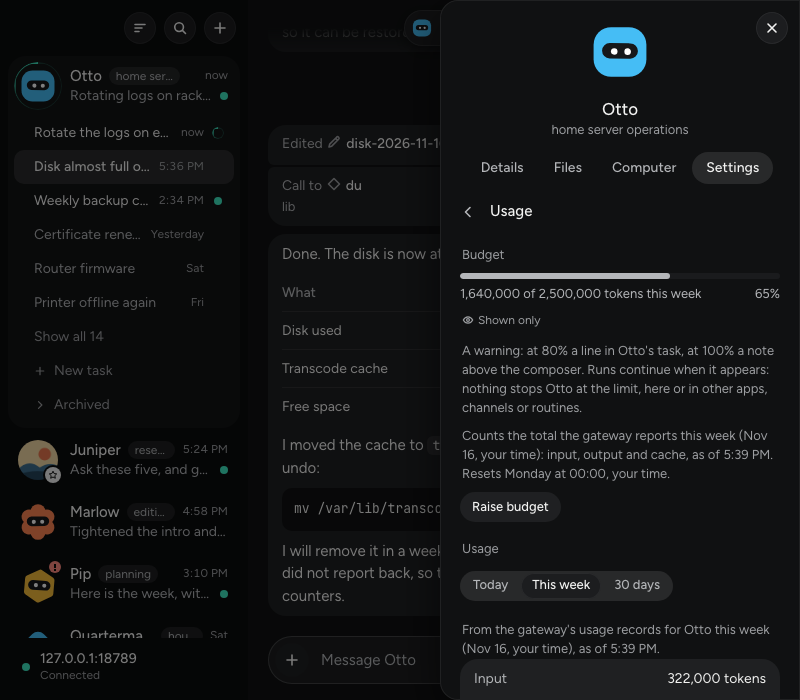 Otto home ser... now
Rotating logs on rack...
Rotate the logs on e... now
Disk almost full o... 5:36 PM
Weekly backup c... 2:34 PM
Certificate rene... Yesterday
Router firmware Sat
Printer offline again Fri
Show all 14
+ New task
> Archived
Juniper rese... 5:24 PM
Ask these five, and g...
Marlow editi... 4:58 PM
Tightened the intro and...
Pip planning 3:10 PM
Here is the week, wit...
Quarterma hou... Sat
127.0.0.1:18789
Connected
so it can be restor
Edited disk-2026-11-1
Call to du
lib
Done. The disk is now at
What
Disk used
Transcode cache
Free space
I moved the cache to
undo:
mv /var/lib/transco
I will remove it in a week
did not report back, so t
counters.
+ Message Otto
Otto
home server operations
Details Files Computer Settings
< Usage
Budget
1,640,000 of 2,500,000 tokens this week 65%
Shown only
A warning: at 80% a line in Otto's task, at 100% a note
above the composer. Runs continue when it appears:
nothing stops Otto at the limit, here or in other apps,
channels or routines.
Counts the total the gateway reports this week (Nov
16, your time): input, output and cache, as of 5:39 PM.
Resets Monday at 00:00, your time.
Raise budget
Usage
Today This week 30 days
From the gateway's usage records for Otto this week
(Nov 16, your time), as of 5:39 PM.
Input 322,000 tokens